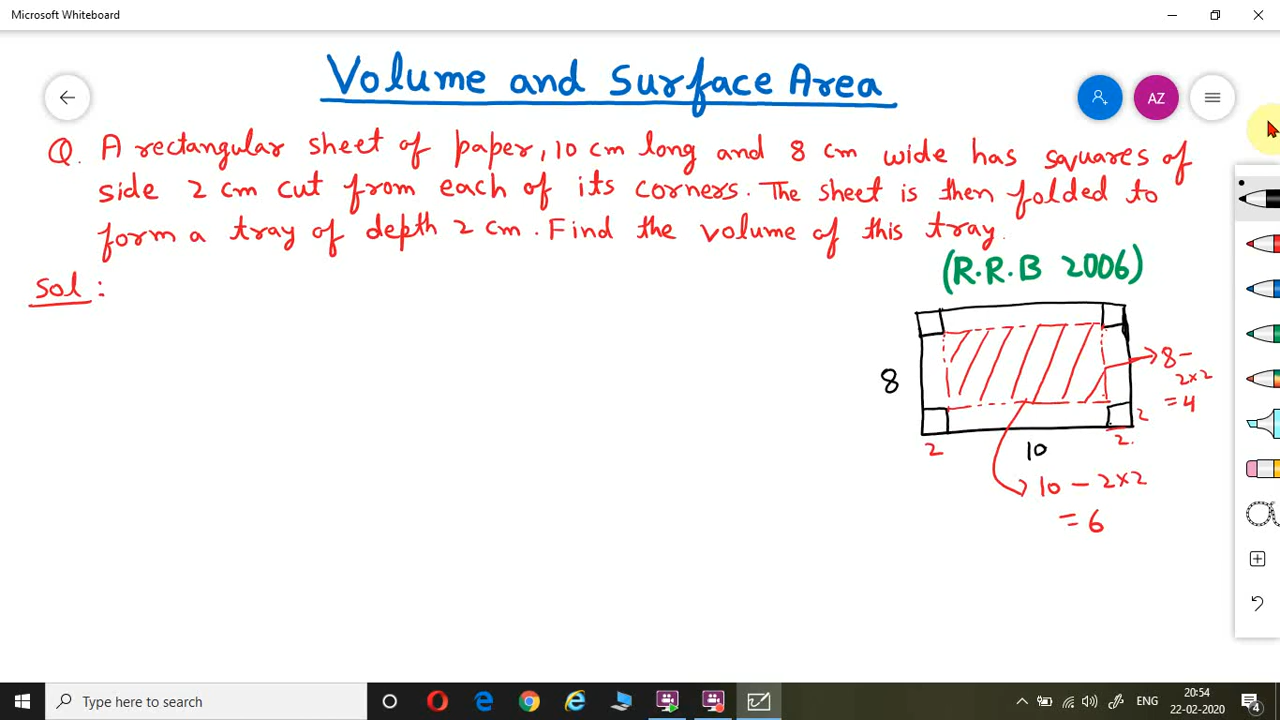 Microsoft Whiteboard
Volume and Surface Area
AZ
Q. A rectangular sheet of paper, 10 cm long and 8 cm wide has squares of
side 2 cm cut from each of its corners. The sheet is then folded to
form a tray of depth 2 cm. Find the volume of this tray.
(R.R.B 2006)
Sol :
8
8 -
2×2
= 4
2
2
2.
10
10 - 2×2
= 6
Type here to search
ENG
20:54
22-02-2020
4